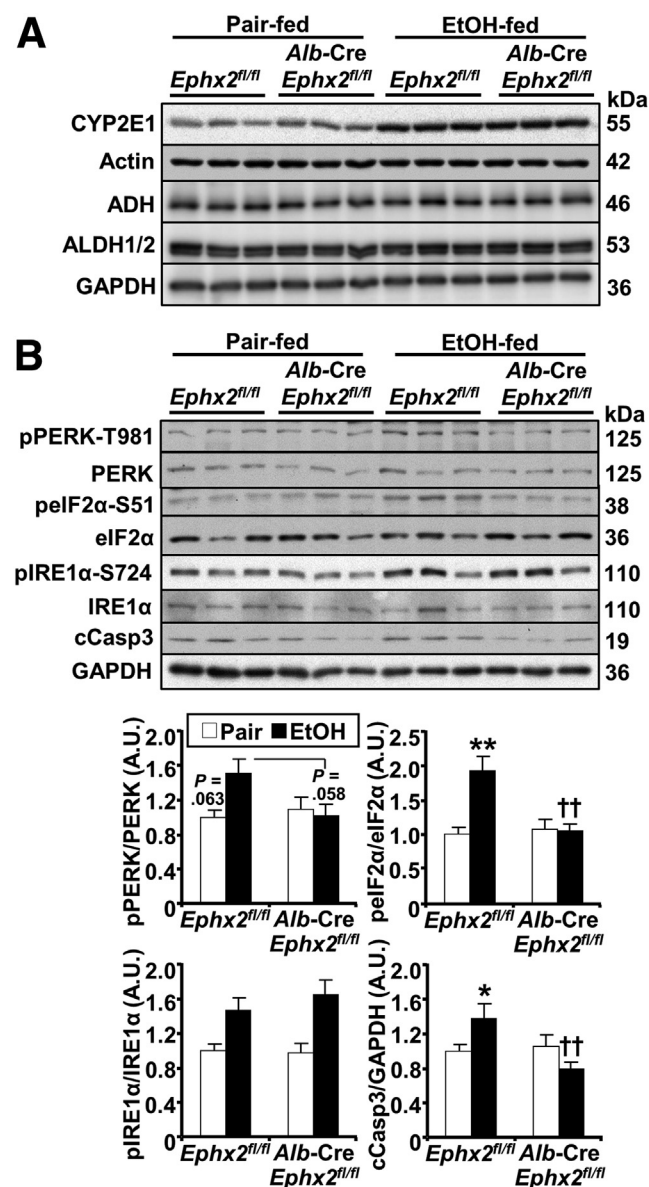 A
Pair-fed EtOH-fed
Alb-Cre Alb-Cre
Ephx2fl/fl Ephx2fl/fl Ephx2fl/fl Ephx2fl/fl
kDa
CYP2E1 55
Actin 42
ADH 46
ALDH1/2 53
GAPDH 36
B
Pair-fed EtOH-fed
Alb-Cre Alb-Cre
Ephx2fl/fl Ephx2fl/fl Ephx2fl/fl Ephx2fl/fl
kDa
pPERK-T981 125
PERK 125
peIF2α-S51 38
eIF2α 36
pIRE1α-S724 110
IRE1α 110
cCasp3 19
GAPDH 36
Pair EtOH
pPERK/PERK (A.U.)
2.0
1.6
1.2
0.8
0.4
0
P =
.063
P =
.058
Ephx2fl/fl Alb-Cre
Ephx2fl/fl
peIF2α/eIF2α (A.U.)
2.5
2.0
1.5
1.0
0.5
0
**
††
Ephx2fl/fl Alb-Cre
Ephx2fl/fl
pIRE1α/IRE1α (A.U.)
2.0
1.6
1.2
0.8
0.4
0
Ephx2fl/fl Alb-Cre
Ephx2fl/fl
cCasp3/GAPDH (A.U.)
2.0
1.6
1.2
0.8
0.4
0
*
††
Ephx2fl/fl Alb-Cre
Ephx2fl/fl